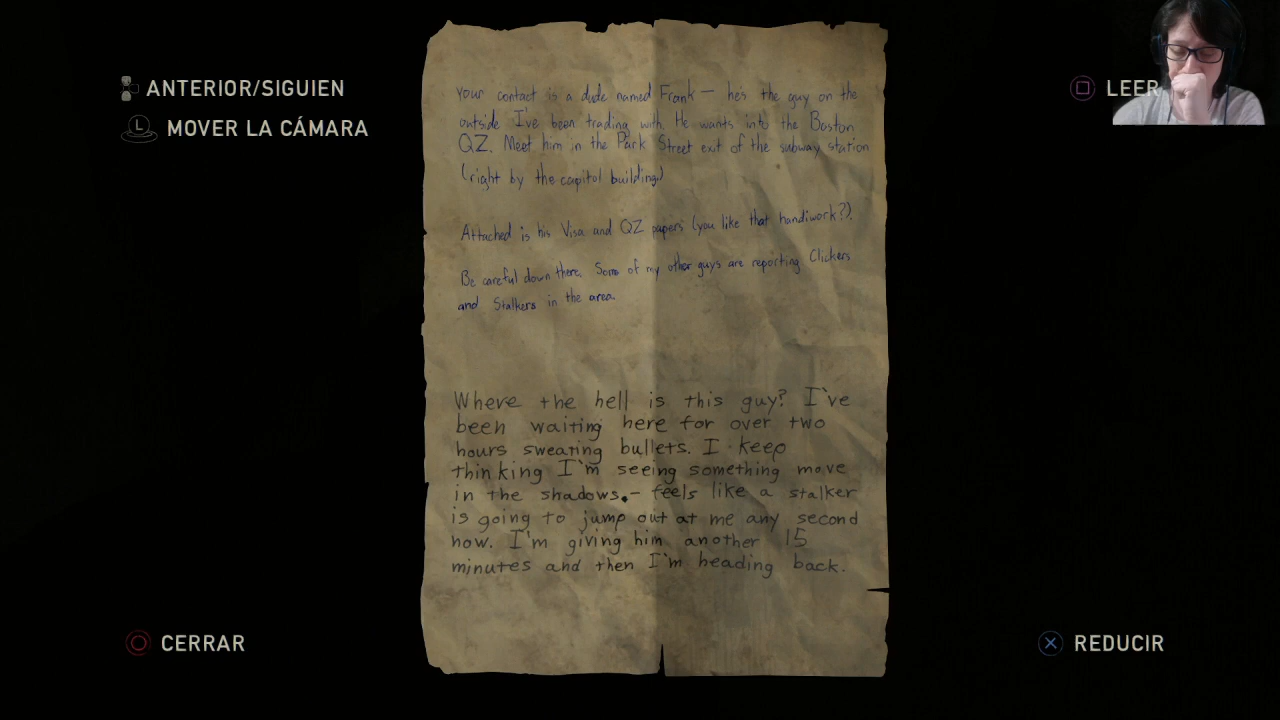 ANTERIOR/SIGUIEN
L MOVER LA CÁMARA
LEER
Your contact is a dude named Frank — he's the guy on the
outside I've been trading with. He wants into the Boston
QZ. Meet him in the Park Street exit of the subway station
(right by the capitol building)
Attached is his Visa and QZ papers (you like that handiwork?).
Be careful down there. Some of my other guys are reporting Clickers
and Stalkers in the area.
Where the hell is this guy? I've
been waiting here for over two
hours sweating bullets. I keep
thinking I'm seeing something move
in the shadows. - feels like a stalker
is going to jump out at me any second
now. I'm giving him another 15
minutes and then I'm heading back.
CERRAR
REDUCIR